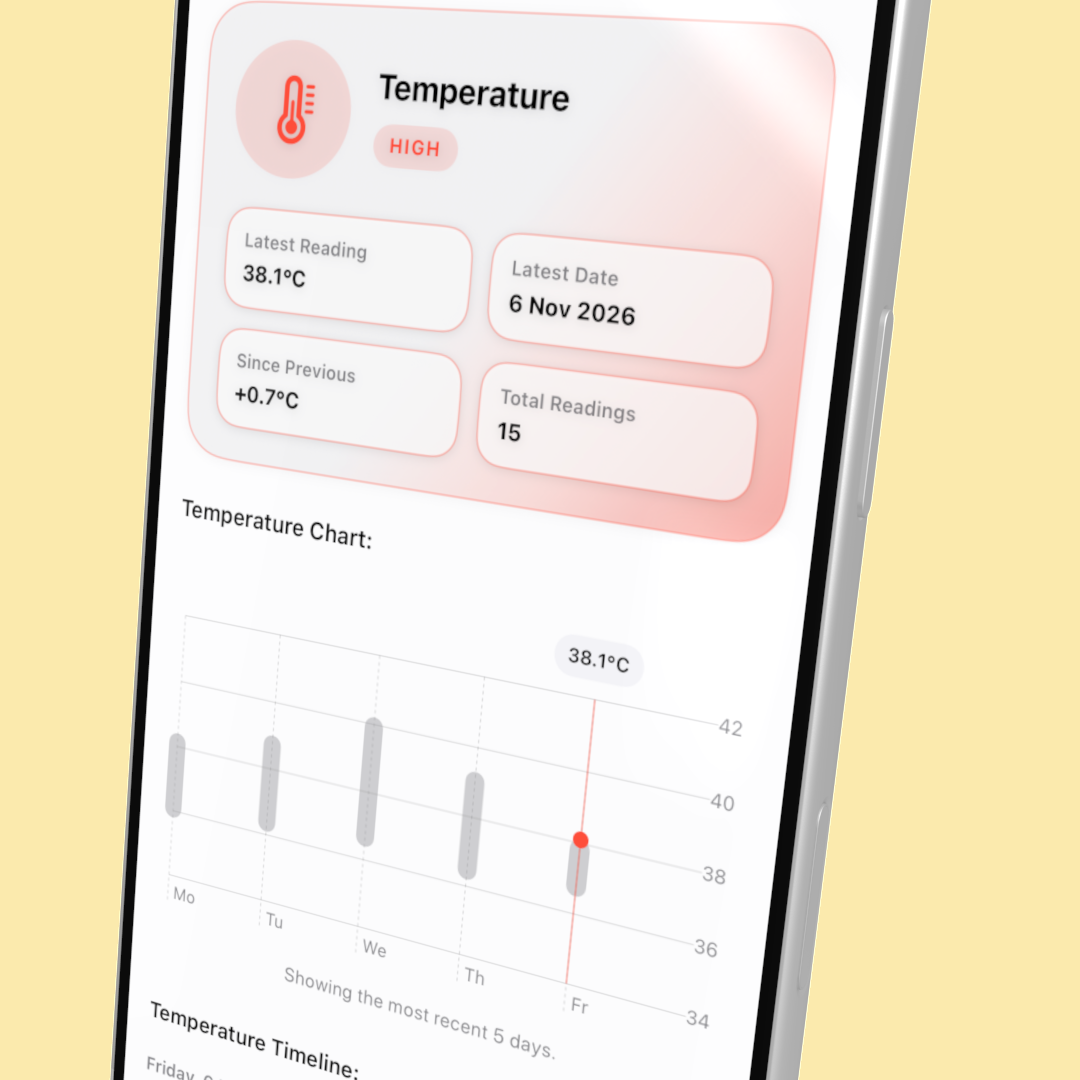 Temperature
HIGH
Latest Reading
38.1°C
Latest Date
6 Nov 2026
Since Previous
+0.7°C
Total Readings
15
Temperature Chart:
38.1°C
42
40
38
36
34
Mo
Tu
We
Th
Fr
Showing the most recent 5 days.
Temperature Timeline:
Friday,